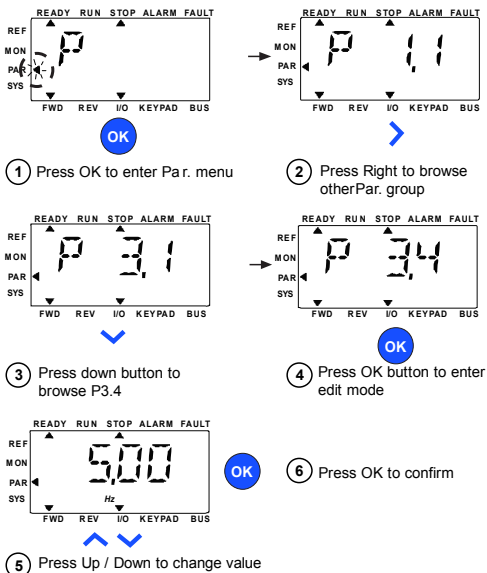 READY RUN STOP ALARM FAULT
REF
MON
PAR
SYS
P
FWD REV I/O KEYPAD BUS
OK
1 Press OK to enter Par. menu
READY RUN STOP ALARM FAULT
REF
MON
PAR
SYS
P 1.1
FWD REV I/O KEYPAD BUS
2 Press Right to browse
otherPar. group
READY RUN STOP ALARM FAULT
REF
MON
PAR
SYS
P 3.1
FWD REV I/O KEYPAD BUS
3 Press down button to
browse P3.4
READY RUN STOP ALARM FAULT
REF
MON
PAR
SYS
P 3.4
FWD REV I/O KEYPAD BUS
OK
4 Press OK button to enter
edit mode
READY RUN STOP ALARM FAULT
REF
MON
PAR
SYS
5.00
Hz
FWD REV I/O KEYPAD BUS
5 Press Up / Down to change value
OK
6 Press OK to confirm